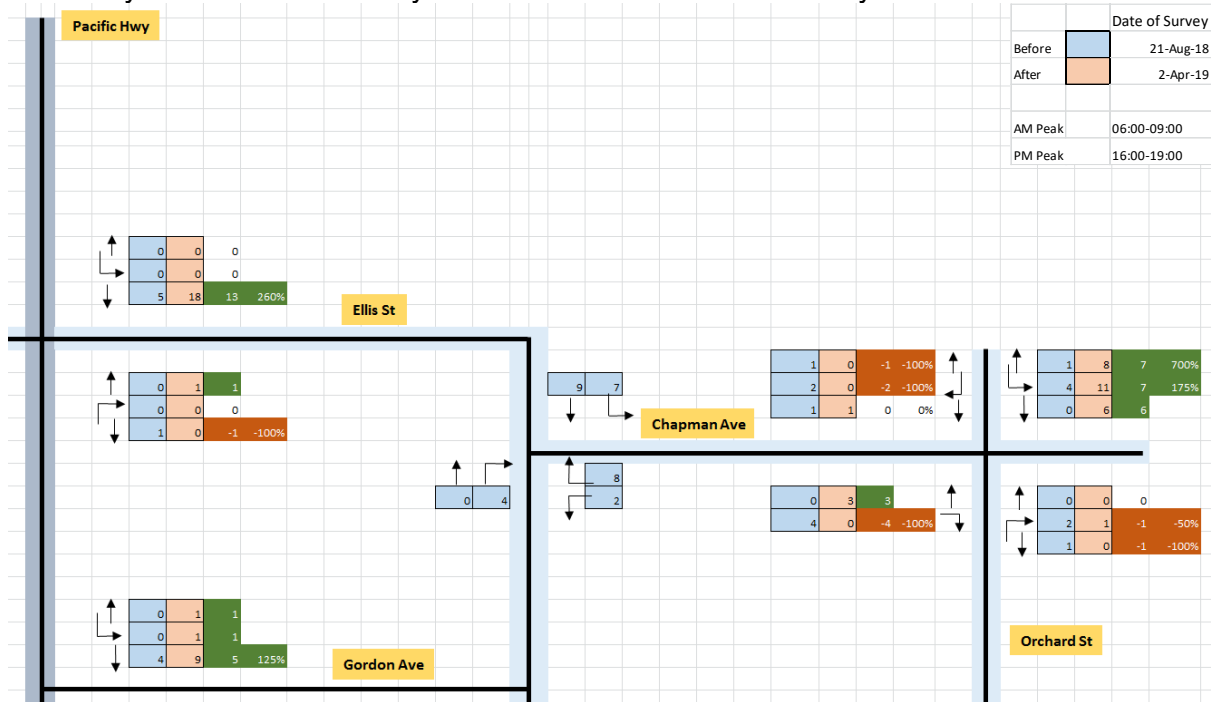 Pacific Hwy
Date of Survey
Before 21-Aug-18
After 2-Apr-19
AM Peak 06:00-09:00
PM Peak 16:00-19:00
0 0 0
0 0 0
5 18 13 260%
Ellis St
0 1 1
0 0 0
1 0 -1 -100%
9 7
1 0 -1 -100%
2 0 -2 -100%
1 1 0 0%
1 8 7 700%
4 11 7 175%
0 6 6
Chapman Ave
0 4
8
2
0 3 3
4 0 -4 -100%
0 0 0
2 1 -1 -50%
1 0 -1 -100%
0 1 1
0 1 1
4 9 5 125%
Gordon Ave
Orchard St